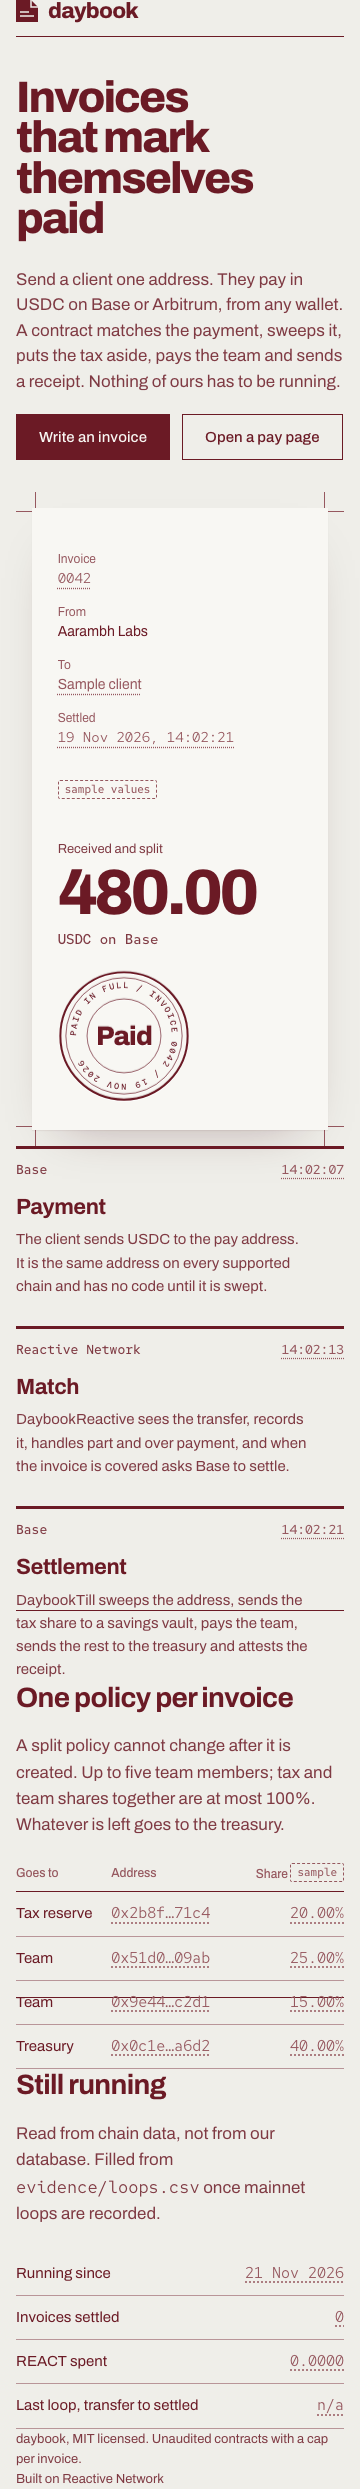 daybook
Invoices
that mark
themselves
paid
Send a client one address. They pay in
USDC on Base or Arbitrum, from any wallet.
A contract matches the payment, sweeps it,
puts the tax aside, pays the team and sends
a receipt. Nothing of ours has to be running.
Write an invoice
Open a pay page
Invoice
0042
From
Aarambh Labs
To
Sample client
Settled
19 Nov 2026, 14:02:21
sample values
Received and split
480.00
USDC on Base
PAID IN FULL / INVOICE 0042 / 19 NOV 2026
Paid
Base 14:02:07
Payment
The client sends USDC to the pay address.
It is the same address on every supported
chain and has no code until it is swept.
Reactive Network 14:02:13
Match
DaybookReactive sees the transfer, records
it, handles part and over payment, and when
the invoice is covered asks Base to settle.
Base 14:02:21
Settlement
DaybookTill sweeps the address, sends the
tax share to a savings vault, pays the team,
sends the rest to the treasury and attests the
receipt.
One policy per invoice
A split policy cannot change after it is
created. Up to five team members; tax and
team shares together are at most 100%.
Whatever is left goes to the treasury.
Goes to Address Share sample
Tax reserve 0x2b8f…71c4 20.00%
Team 0x51d0…09ab 25.00%
Team 0x9e44…c2d1 15.00%
Treasury 0x0c1e…a6d2 40.00%
Still running
Read from chain data, not from our
database. Filled from
evidence/loops.csv once mainnet
loops are recorded.
Running since 21 Nov 2026
Invoices settled 0
REACT spent 0.0000
Last loop, transfer to settled n/a
daybook, MIT licensed. Unaudited contracts with a cap
per invoice.
Built on Reactive Network